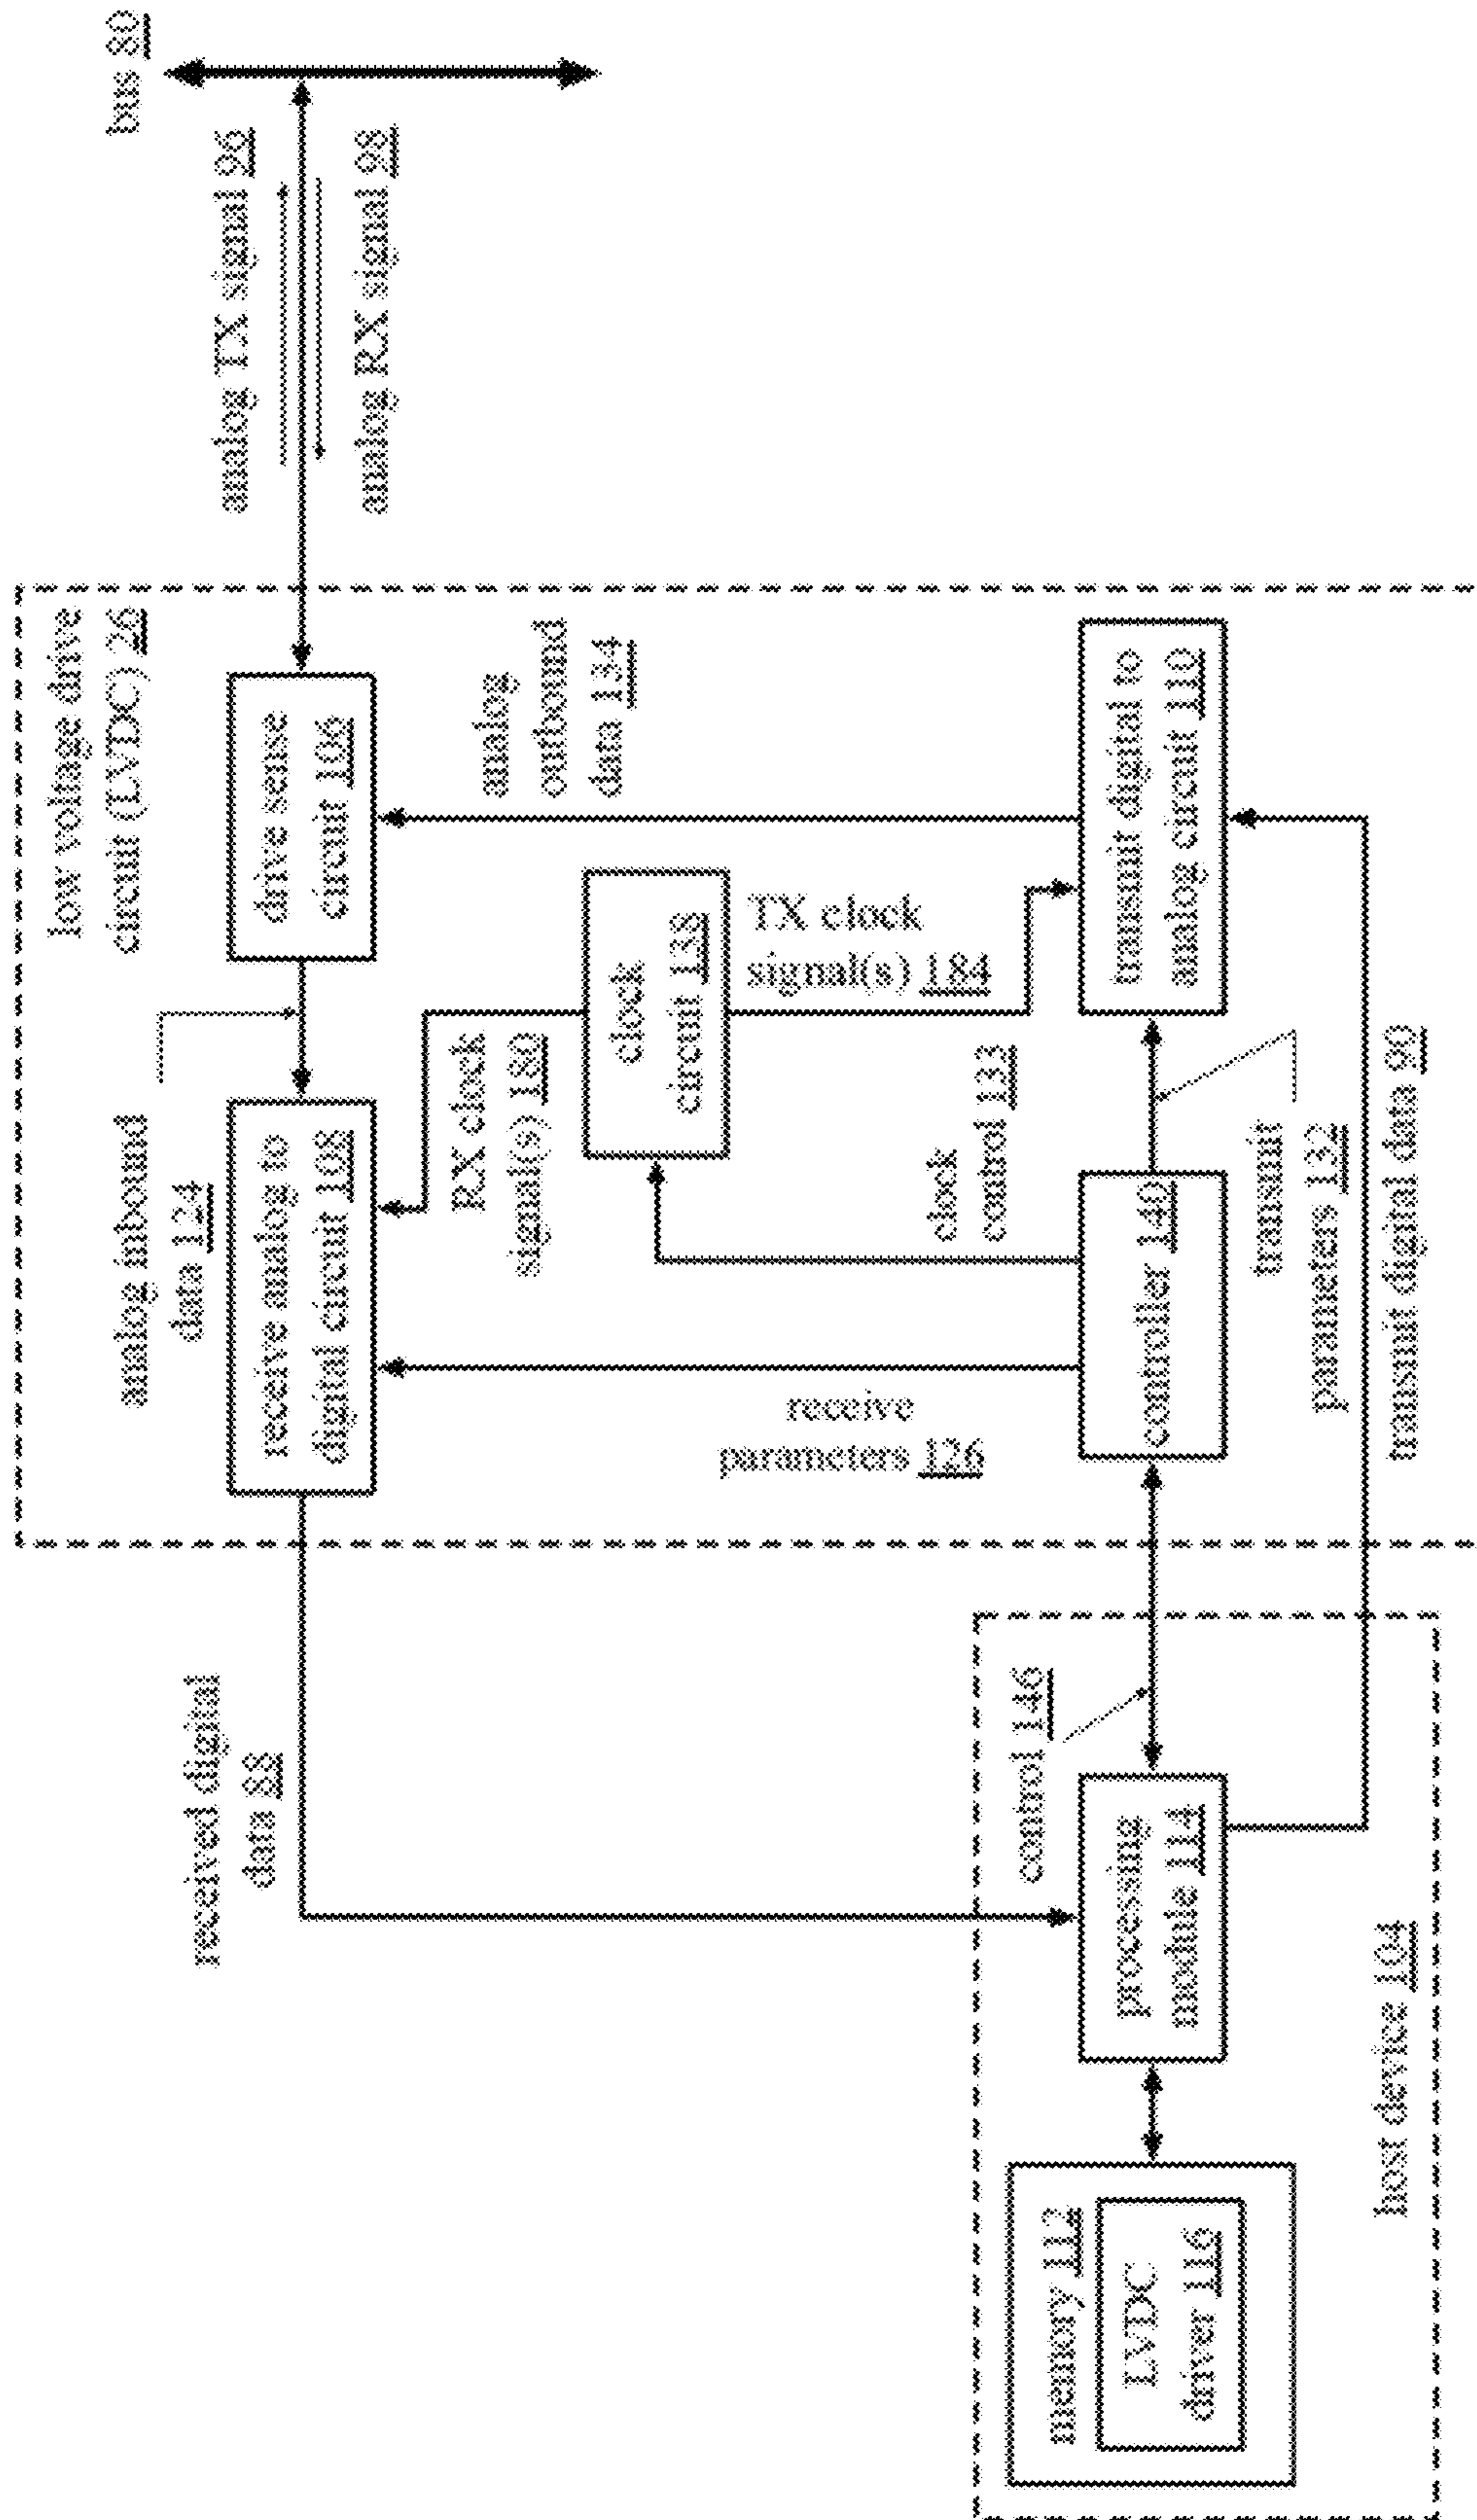 low voltage drive
circuit (LVDC) 26
bus 80
analog TX signal 96
analog RX signal 98
received digital
data 88
analog inbound
data 124
receive analog to
digital circuit 108
drive sense
circuit 106
RX clock
signal(s) 180
clock
circuit 138
TX clock
signal(s) 184
analog
outbound
data 134
receive
parameters 126
clock
control 133
memory 112
LVDC
driver 116
processing
module 114
control 146
controller 140
transmit digital to
analog circuit 110
transmit
parameters 132
transmit digital data 90
host device 104